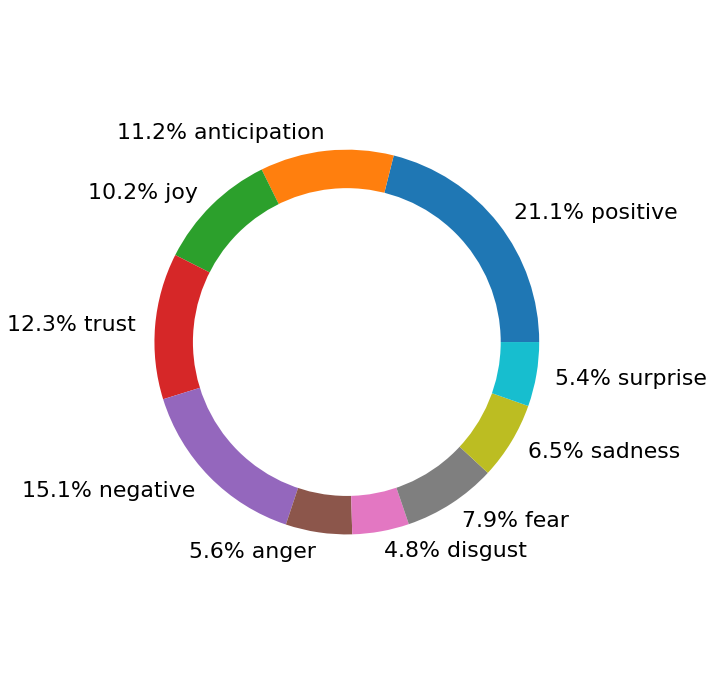 11.2% anticipation
10.2% joy
21.1% positive
12.3% trust
5.4% surprise
6.5% sadness
15.1% negative
7.9% fear
5.6% anger
4.8% disgust